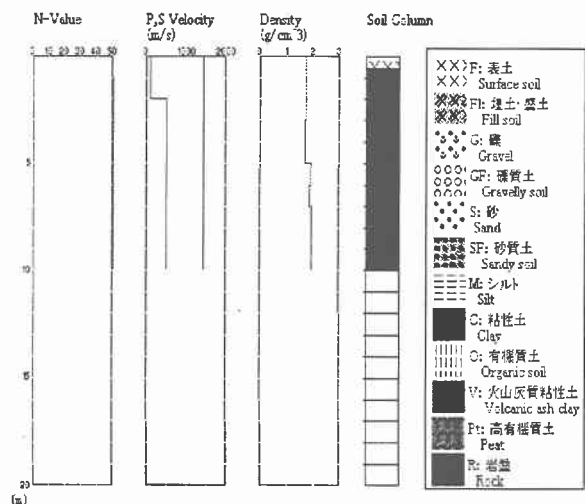 N-Value
P,S Velocity
(m/s)
Density
(g/cm^3)
Soil Column
0 10 20 30 40 50
0 1000 2000
0 1 2 3
5
10
15
20
(m)
F: 表土
Surface soil
FI: 埋土・盛土
Fill soil
G: 礫
Gravel
GF: 礫質土
Gravelly soil
S: 砂
Sand
SF: 砂質土
Sandy soil
M: シルト
Silt
C: 粘性土
Clay
O: 有機質土
Organic soil
V: 火山灰質粘性土
Volcanic ash clay
Pt: 高有機質土
Peat
R: 岩盤
Rock